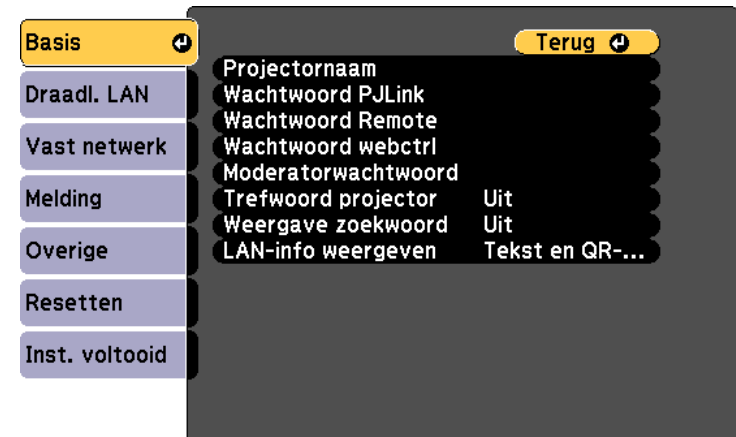 Basis
Draadl. LAN
Vast netwerk
Melding
Overige
Resetten
Inst. voltooid
Terug
Projectornaam
Wachtwoord PJLink
Wachtwoord Remote
Wachtwoord webctrl
Moderatorwachtwoord
Trefwoord projector Uit
Weergave zoekwoord Uit
LAN-info weergeven Tekst en QR-...